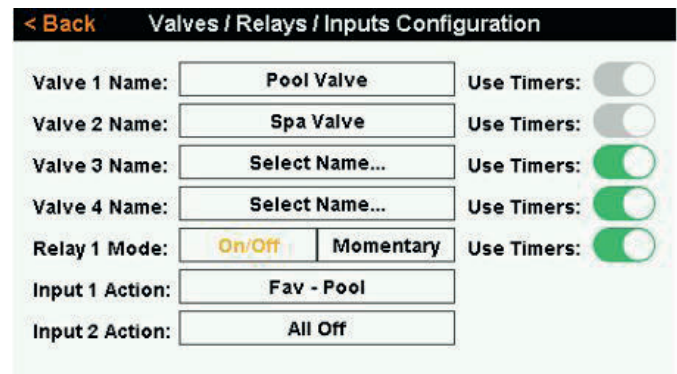 < Back Valves / Relays / Inputs Configuration
Valve 1 Name: Pool Valve Use Timers:
Valve 2 Name: Spa Valve Use Timers:
Valve 3 Name: Select Name... Use Timers:
Valve 4 Name: Select Name... Use Timers:
Relay 1 Mode: On/Off Momentary Use Timers:
Input 1 Action: Fav - Pool
Input 2 Action: All Off